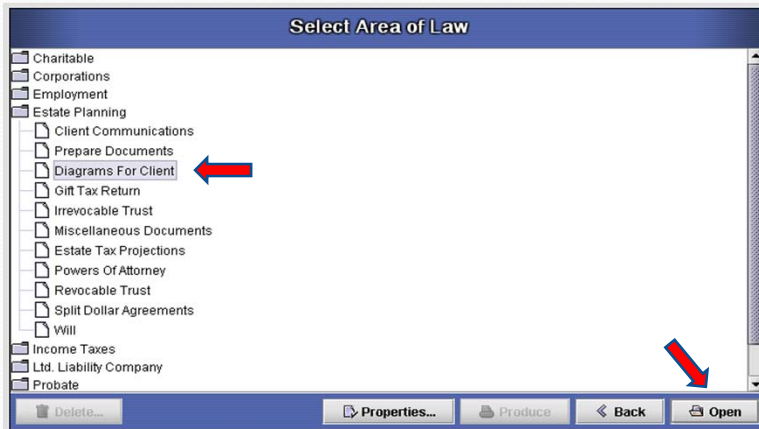 Select Area of Law
Charitable
Corporations
Employment
Estate Planning
Client Communications
Prepare Documents
Diagrams For Client
Gift Tax Return
Irrevocable Trust
Miscellaneous Documents
Estate Tax Projections
Powers Of Attorney
Revocable Trust
Split Dollar Agreements
Will
Income Taxes
Ltd. Liability Company
Probate
Delete... Properties... Produce Back Open